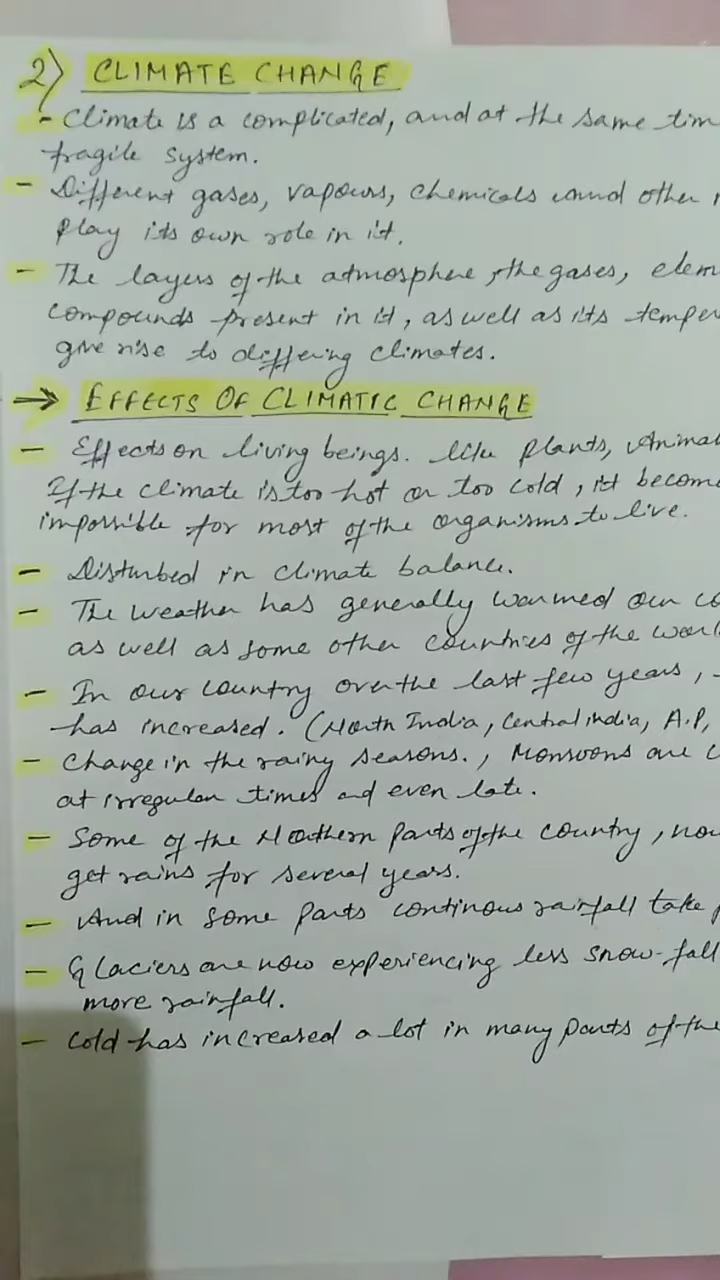 2) CLIMATE CHANGE
- Climate is a complicated, and at the same tim
fragile system.
- Different gases, vapours, chemicals and other
play its own role in it.
- The layers of the atmosphere, the gases, elem
compounds present in it, as well as its temper
give rise to differing climates.
→ EFFECTS OF CLIMATIC CHANGE
- Effects on living beings. like plants, Animal
If the climate is too hot or too cold, it becom
impossible for most of the organisms to live.
- Disturbed in climate balance.
- The weather has generally warmed our co
as well as some other countries of the worl
- In our country over the last few years,
has increased. (North India, Central india, A.P,
- Change in the rainy seasons., Monsoons are
at irregular times and even late.
- Some of the Northern parts of the country, now
get rains for several years.
- And in some parts continous rainfall take
- Glaciers are now experiencing less snow-fall
more rainfall.
- Cold has increased a lot in many parts of the